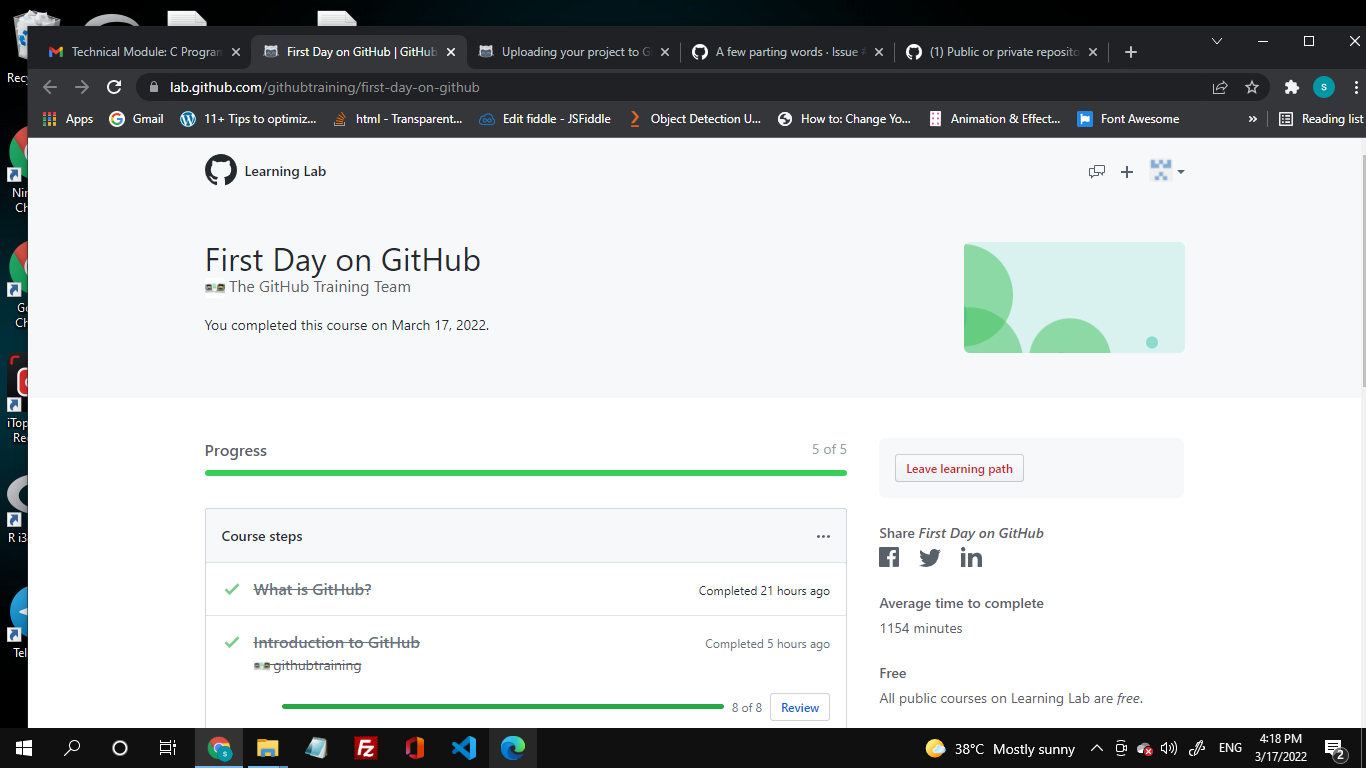 Technical Module: C Program
First Day on GitHub | GitHub
Uploading your project to G
A few parting words · Issue
(1) Public or private reposito
lab.github.com/githubtraining/first-day-on-github
S
Apps
Gmail
11+ Tips to optimiz...
html - Transparent...
Edit fiddle - JSFiddle
Object Detection U...
How to: Change Yo...
Animation & Effect...
Font Awesome
»
Reading list
Learning Lab
First Day on GitHub
The GitHub Training Team
You completed this course on March 17, 2022.
Progress
5 of 5
Leave learning path
Course steps
What is GitHub?
Completed 21 hours ago
Introduction to GitHub
Completed 5 hours ago
githubtraining
8 of 8
Review
Share First Day on GitHub
Average time to complete
1154 minutes
Free
All public courses on Learning Lab are free.
Recy
Nin
Ch
Go
Ch
iTop
Re
R i3
Tel
38°C Mostly sunny
ENG
4:18 PM
3/17/2022
2